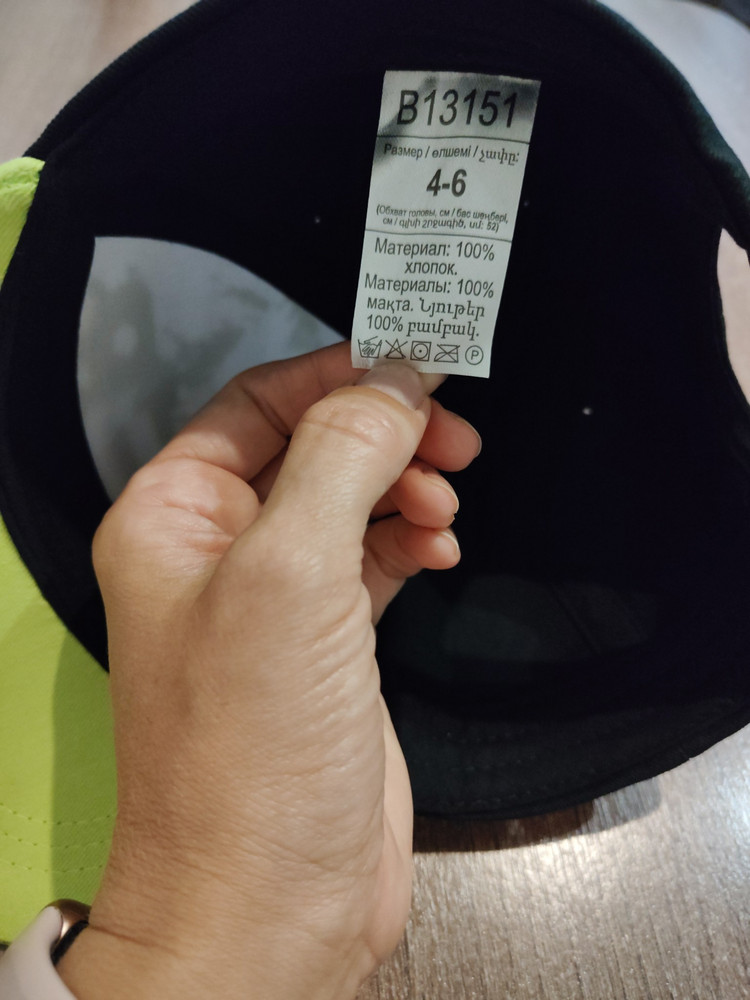 B13151
Размер / өлшемі / չափը:
4-6
(Обхват головы, см / бас шеңбері,
см / գլխի շրջագիծ, սմ: 52)
Материал: 100%
хлопок.
Материалы: 100%
мақта. Նյութեր
100% բամբակ.
P